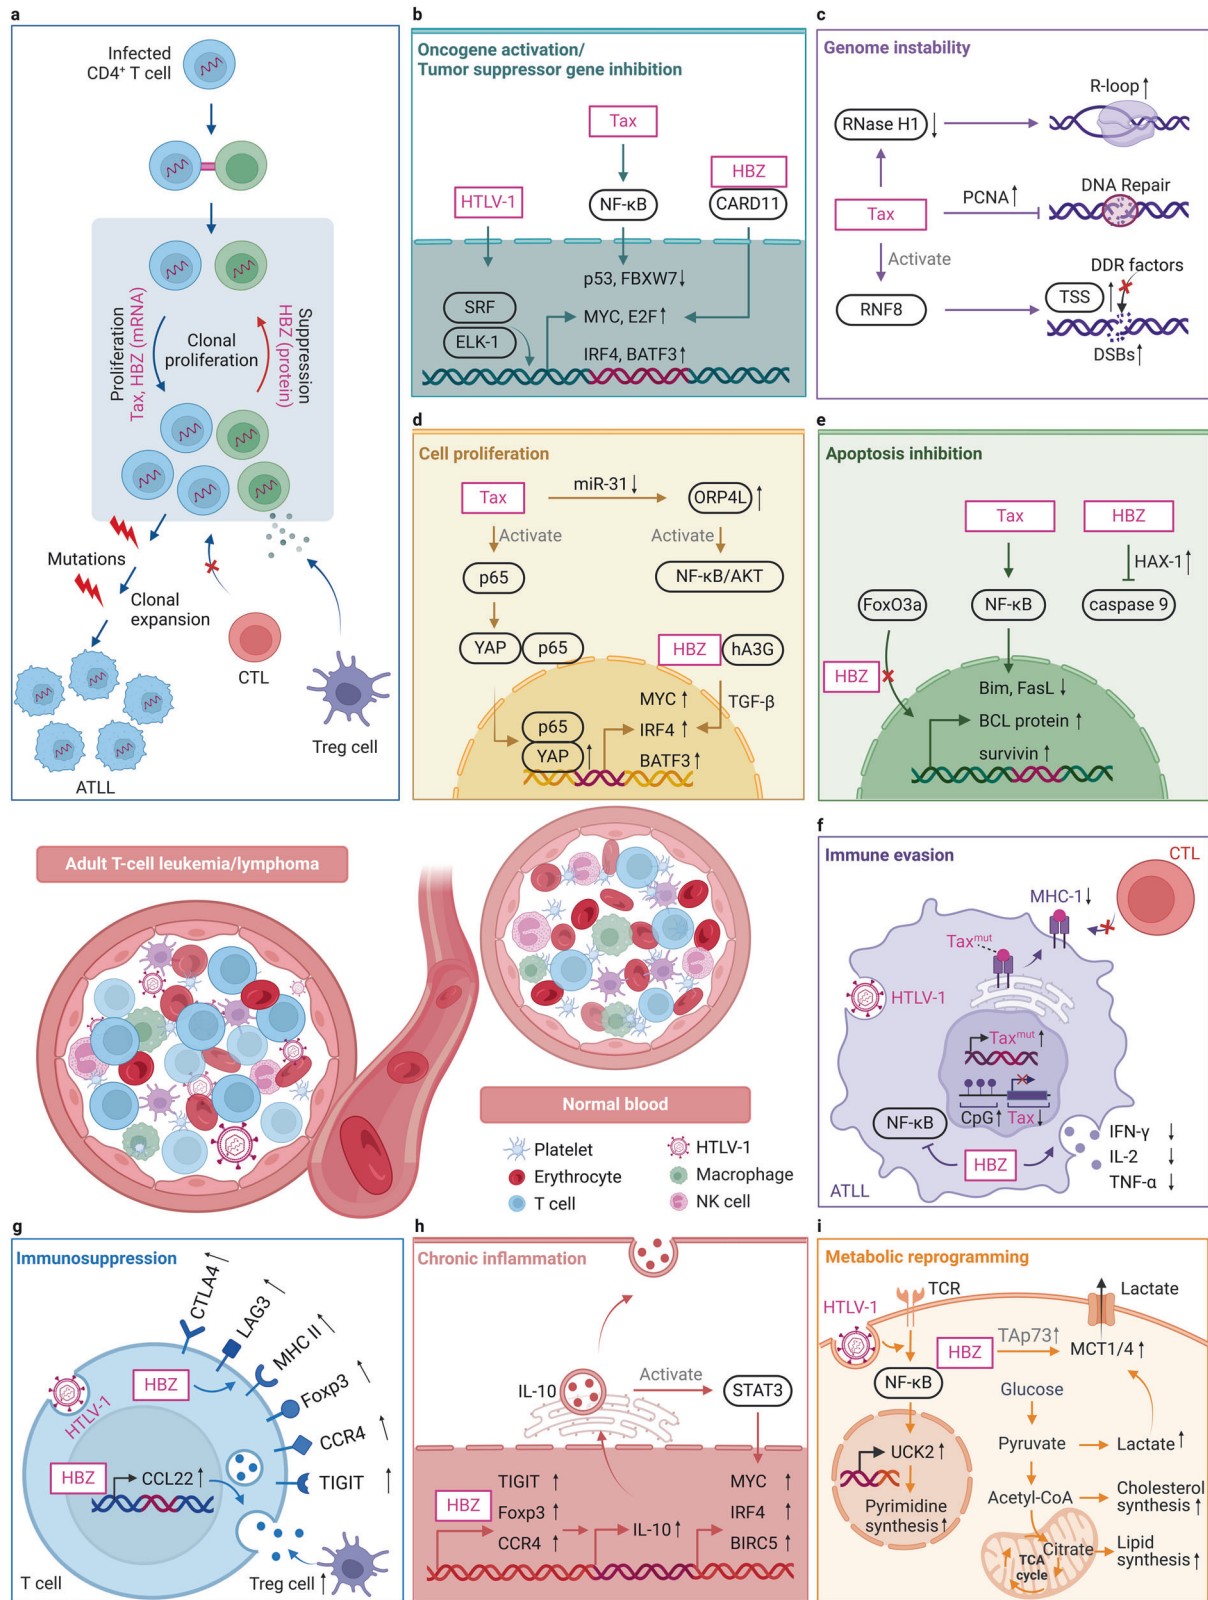 a
Infected
CD4⁺ T cell
Proliferation
Tax, HBZ (mRNA)
Clonal
proliferation
Suppression
HBZ (protein)
Mutations
Clonal
expansion
CTL
Treg cell
ATLL
b
Oncogene activation/
Tumor suppressor gene inhibition
Tax
HBZ
HTLV-1
NF-κB
CARD11
p53, FBXW7↓
SRF
MYC, E2F↑
ELK-1
IRF4, BATF3↑
c
Genome instability
R-loop↑
RNase H1↓
PCNA↑
DNA Repair
Tax
Activate
DDR factors
TSS↑
RNF8
DSBs↑
d
Cell proliferation
Tax
miR-31↓
ORP4L↑
Activate
Activate
p65
NF-κB/AKT
YAP
p65
HBZ
hA3G
MYC↑
TGF-β
p65
IRF4↑
YAP↑
BATF3↑
e
Apoptosis inhibition
Tax
HBZ
HAX-1↑
FoxO3a
NF-κB
caspase 9
HBZ
Bim, FasL↓
BCL protein↑
survivin↑
Adult T-cell leukemia/lymphoma
Normal blood
Platelet
HTLV-1
Erythrocyte
Macrophage
T cell
NK cell
f
Immune evasion
CTL
MHC-1↓
Taxᵐᵘᵗ
HTLV-1
Taxᵐᵘᵗ↑
CpG↑
Tax↓
NF-κB
HBZ
IFN-γ↓
IL-2↓
TNF-α↓
ATLL
g
Immunosuppression
CTLA4↑
LAG3↑
MHC II↑
Foxp3↑
CCR4↑
TIGIT↑
HBZ
HTLV-1
HBZ
CCL22↑
T cell
Treg cell↑
h
Chronic inflammation
IL-10
Activate
STAT3
TIGIT↑
MYC↑
HBZ
Foxp3↑
IL-10↑
IRF4↑
CCR4↑
BIRC5↑
i
Metabolic reprogramming
TCR
Lactate
HTLV-1
HBZ
TAp73↑
MCT1/4↑
NF-κB
Glucose
UCK2↑
Pyruvate
Lactate↑
Pyrimidine
synthesis↑
Acetyl-CoA
Cholesterol
synthesis↑
Citrate
Lipid
synthesis↑
TCA
cycle